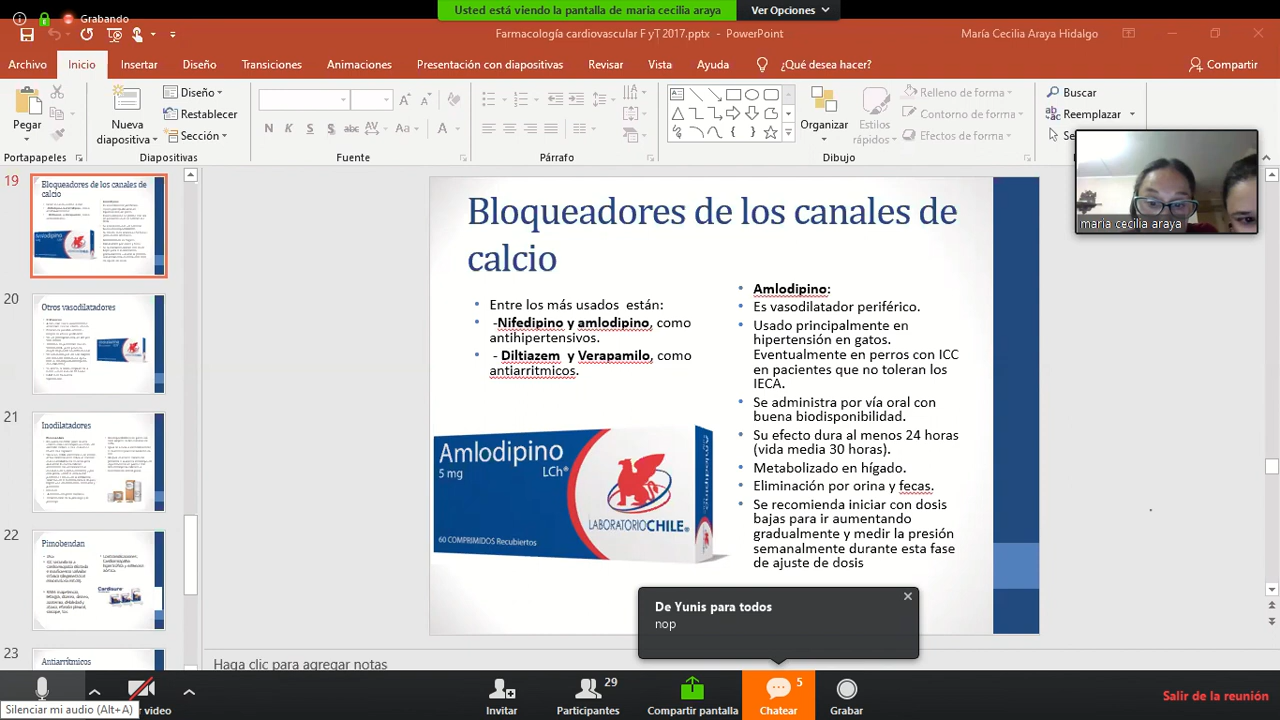 Grabando
Usted está viendo la pantalla de maria cecilia araya
Ver Opciones
Farmacología cardiovascular F yT 2017.pptx - PowerPoint
María Cecilia Araya Hidalgo
Archivo Inicio Insertar Diseño Transiciones Animaciones Presentación con diapositivas Revisar Vista Ayuda ¿Qué desea hacer? Compartir
Pegar
Nueva diapositiva
Diseño
Restablecer
Sección
N K S S abc AV Aa A
Organizar
Estilos rápidos
Relleno de forma
Contorno de forma
Efectos de forma
Buscar
Reemplazar
Portapapeles Diapositivas Fuente Párrafo Dibujo
maria cecilia araya
19
Bloqueadores de los canales de calcio
20
Otros vasodilatadores
21
Inodilatadores
22
Pimobendan
23
Antiarrítmicos
Bloqueadores de los canales de
calcio
Entre los más usados están:
-Nifedipino y amlodipino, como
antihipertensivos.
- Diltiazem y Verapamilo, como
antiarritmicos.
Amlodipino
5 mg
LCh®
LABORATORIOCHILE®
60 COMPRIMIDOS Recubiertos
amlodipino
Amlodipino:
Es vasodilatador periférico.
Usado principalmente en
hipertensión en gatos.
Eventualmente en perros con ICC
en pacientes que no toleran los
IECA.
Se administra por vía oral con
buena biodisponibilidad.
Su efecto dura al menos 24 horas
(vida media 30 horas).
Metabolizado en hígado.
Eliminación por orina y fecas.
Se recomienda iniciar con dosis
bajas para ir aumentando
gradualmente y medir la presión
semanalmente durante esta fase
de ajuste de dosis
De Yunis para todos
nop
Haga clic para agregar notas
Silenciar mi audio (Alt+A)
video
Invitar
29
Participantes
Compartir pantalla
5
Chatear
Grabar
Salir de la reunión